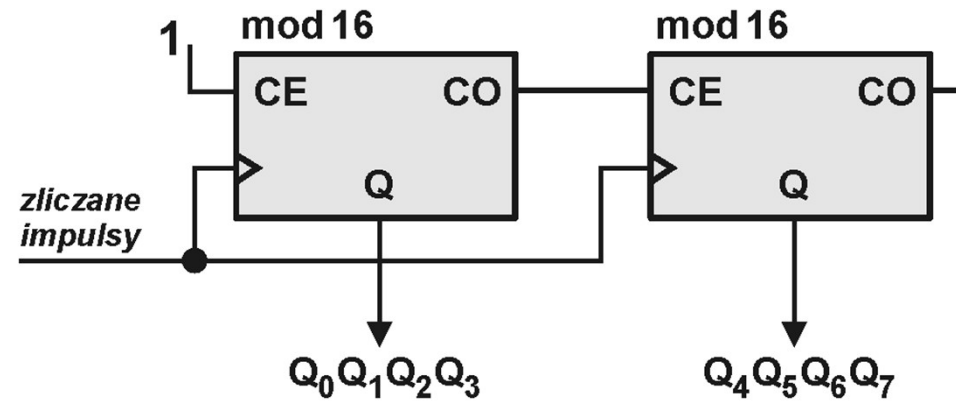 mod 16
mod 16
1
CE
CO
CE
CO
Q
Q
zliczane
impulsy
Q₀Q₁Q₂Q₃
Q₄Q₅Q₆Q₇